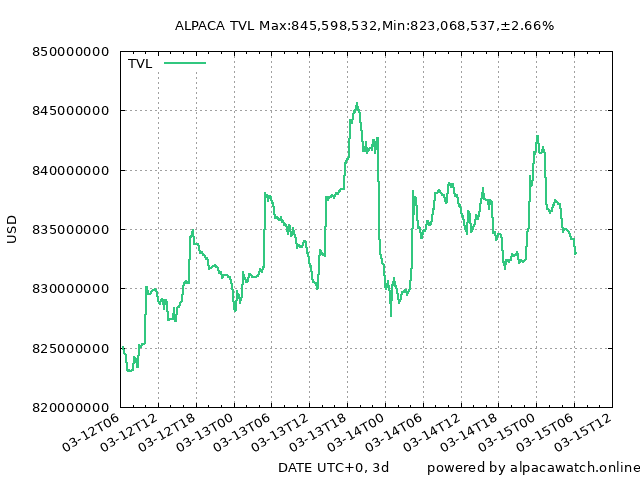 ALPACA TVL Max:845,598,532,Min:823,068,537,±2.66%
850000000
845000000
840000000
835000000
830000000
825000000
820000000
USD
TVL
03-12T06
03-12T12
03-12T18
03-13T00
03-13T06
03-13T12
03-13T18
03-14T00
03-14T06
03-14T12
03-14T18
03-15T00
03-15T06
03-15T12
DATE UTC+0, 3d
powered by alpacawatch.online